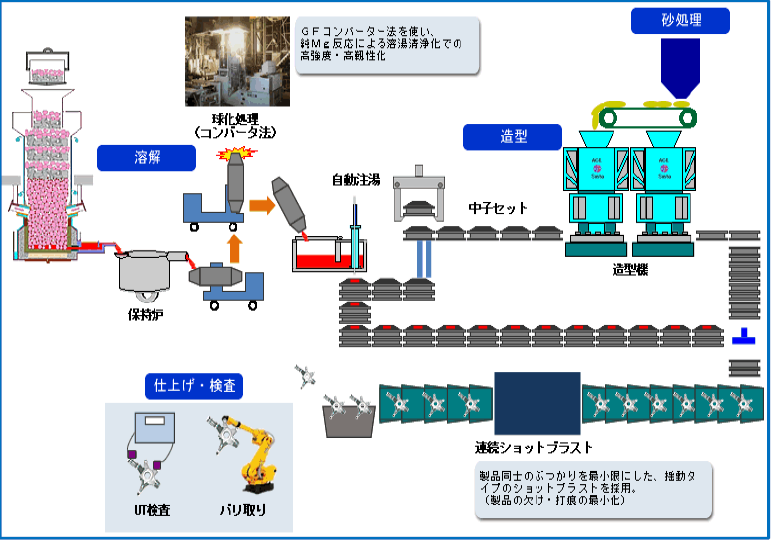 砂処理
GFコンバーター法を使い、
純Mg反応による溶湯清浄化での
高強度・高靱性化
球化処理
(コンバータ法)
造型
溶解
自動注湯
中子セット
造型機
保持炉
仕上げ・検査
連続ショットブラスト
製品同士のぶつかりを最小限にした、揺動タ
イプのショットブラストを採用。
(製品の欠け・打痕の最小化)
UT検査
バリ取り